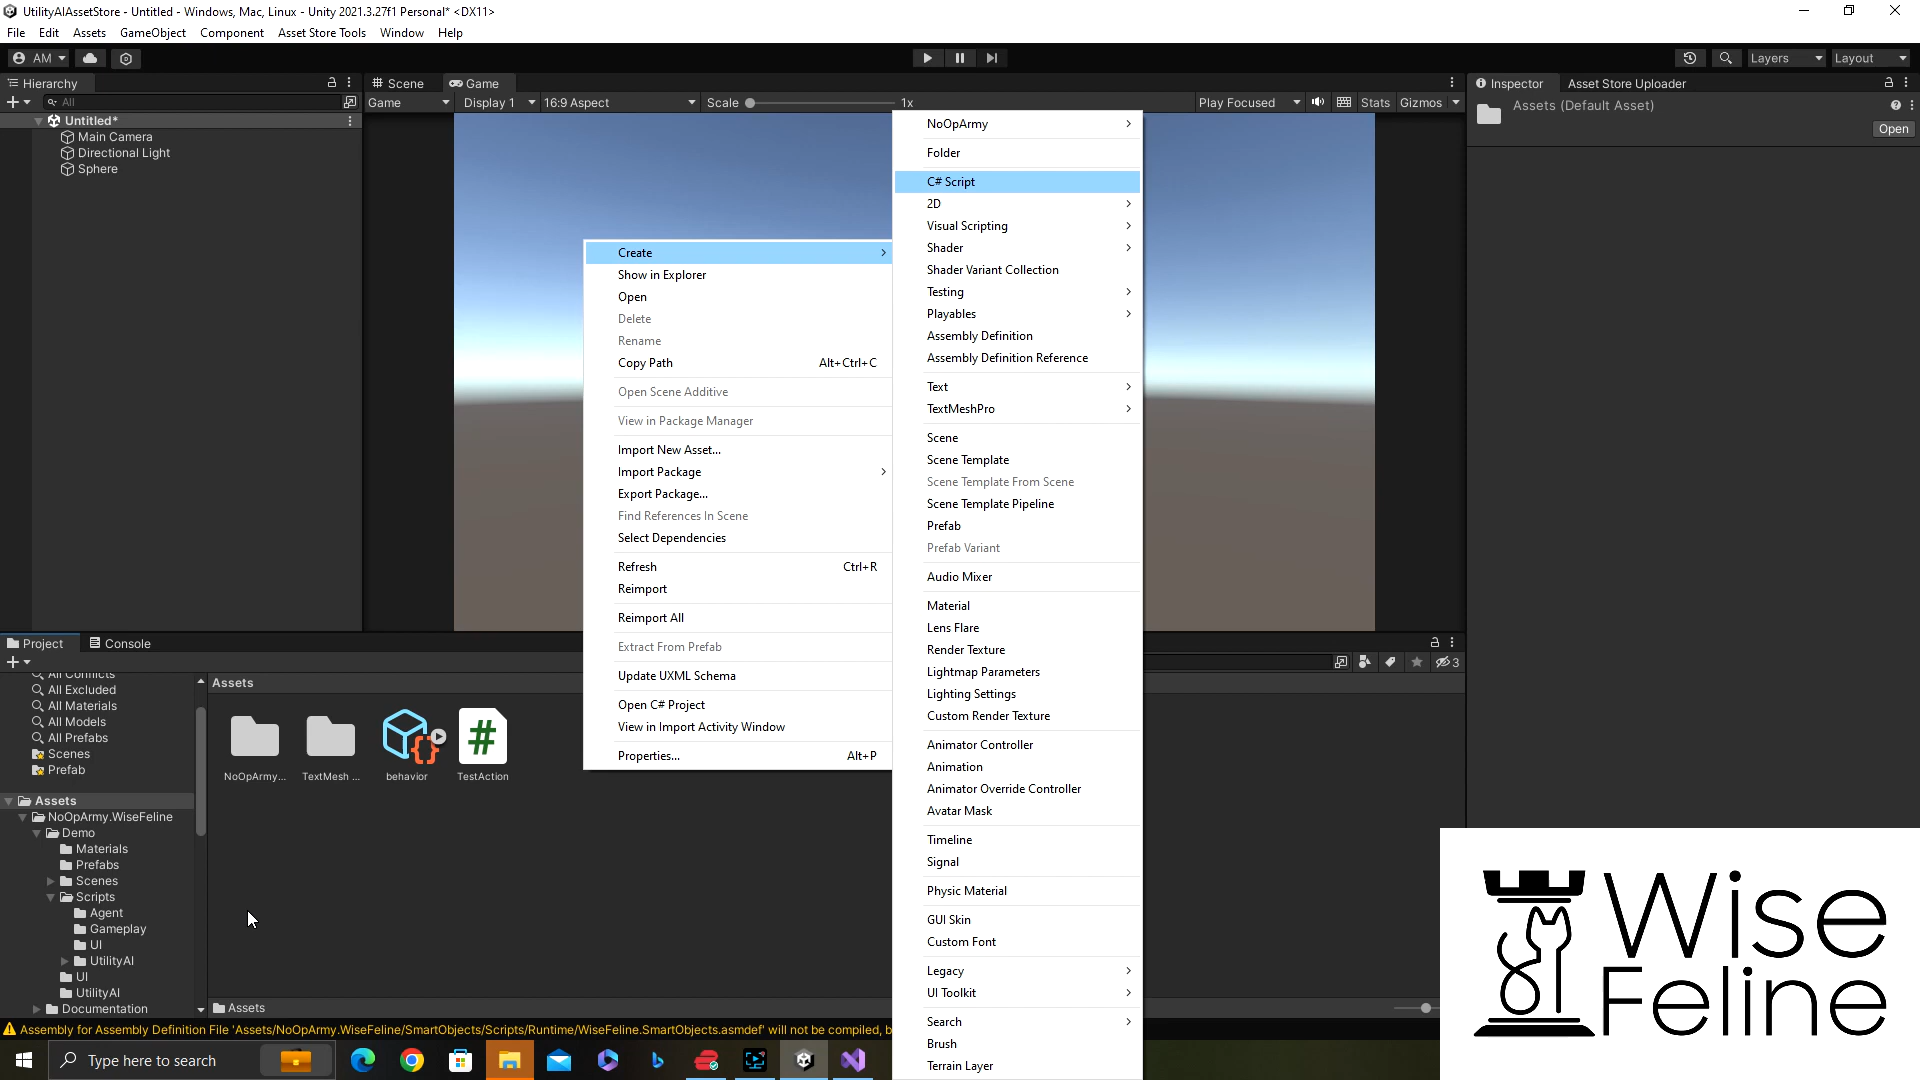 UtilityAIAssetStore - Untitled - Windows, Mac, Linux - Unity 2021.3.27f1 Personal* <DX11>
File Edit Assets GameObject Component Asset Store Tools Window Help
AM Layers Layout
Hierarchy
All
Untitled*
Main Camera
Directional Light
Sphere
Scene Game
Game Display 1 16:9 Aspect Scale 1x Play Focused Stats Gizmos
Inspector Asset Store Uploader
Assets (Default Asset)
Open
Create
Show in Explorer
Open
Delete
Rename
Copy Path Alt+Ctrl+C
Open Scene Additive
View in Package Manager
Import New Asset...
Import Package
Export Package...
Find References In Scene
Select Dependencies
Refresh Ctrl+R
Reimport
Reimport All
Extract From Prefab
Update UXML Schema
Open C# Project
View in Import Activity Window
Properties... Alt+P
NoOpArmy
Folder
C# Script
2D
Visual Scripting
Shader
Shader Variant Collection
Testing
Playables
Assembly Definition
Assembly Definition Reference
Text
TextMeshPro
Scene
Scene Template
Scene Template From Scene
Scene Template Pipeline
Prefab
Prefab Variant
Audio Mixer
Material
Lens Flare
Render Texture
Lightmap Parameters
Lighting Settings
Custom Render Texture
Animator Controller
Animation
Animator Override Controller
Avatar Mask
Timeline
Signal
Physic Material
GUI Skin
Custom Font
Legacy
UI Toolkit
Search
Brush
Terrain Layer
Project Console
3
All Conflicts
All Excluded
All Materials
All Models
All Prefabs
Scenes
Prefab
Assets
NoOpArmy.WiseFeline
Demo
Materials
Prefabs
Scenes
Scripts
Agent
Gameplay
UI
UtilityAI
UI
UtilityAI
Documentation
Assets
NoOpArmy... TextMesh ... behavior TestAction
Assets
Assembly for Assembly Definition File 'Assets/NoOpArmy.WiseFeline/SmartObjects/Scripts/Runtime/WiseFeline.SmartObjects.asmdef' will not be compiled, b
Type here to search
Wise
Feline